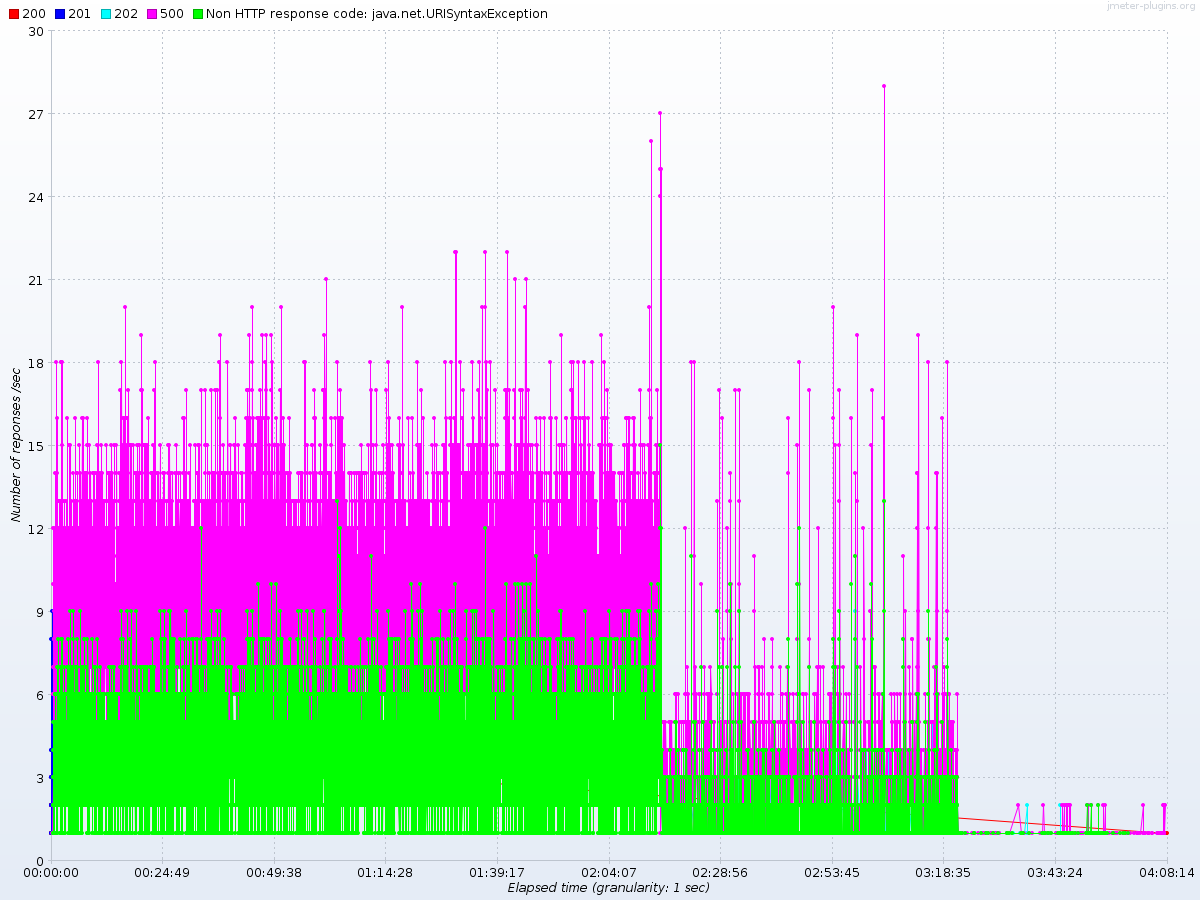 200 201 202 500 Non HTTP response code: java.net.URISyntaxException
jmeter-plugins.org
30
27
24
21
18
15
12
9
6
3
0
Number of reponses /sec
00:00:00 00:24:49 00:49:38 01:14:28 01:39:17 02:04:07 02:28:56 02:53:45 03:18:35 03:43:24 04:08:14
Elapsed time (granularity: 1 sec)